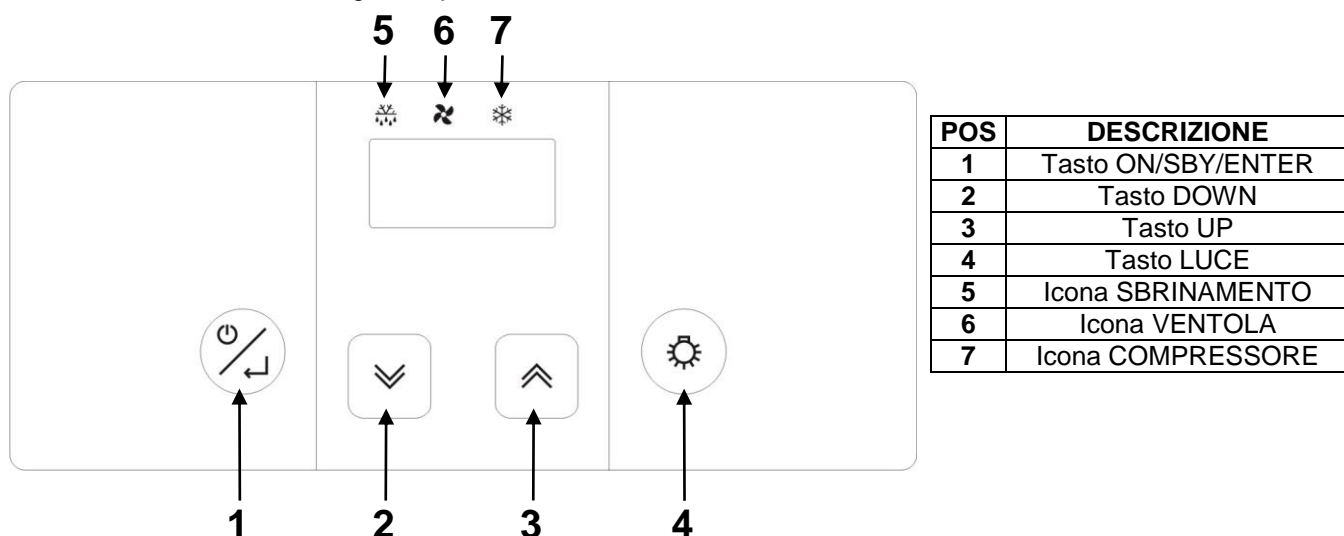 5 6 7
POS DESCRIZIONE
1 Tasto ON/SBY/ENTER
2 Tasto DOWN
3 Tasto UP
4 Tasto LUCE
5 Icona SBRINAMENTO
6 Icona VENTOLA
7 Icona COMPRESSORE
1 2 3 4